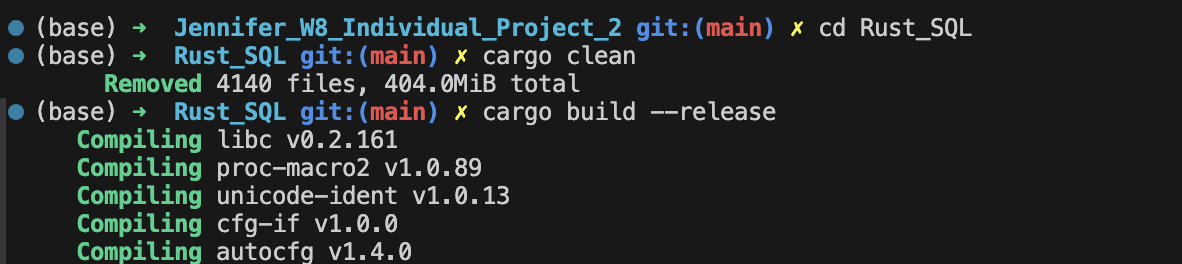 (base) → Jennifer_W8_Individual_Project_2 git:(main) ✗ cd Rust_SQL
(base) → Rust_SQL git:(main) ✗ cargo clean
Removed 4140 files, 404.0MiB total
(base) → Rust_SQL git:(main) ✗ cargo build --release
Compiling libc v0.2.161
Compiling proc-macro2 v1.0.89
Compiling unicode-ident v1.0.13
Compiling cfg-if v1.0.0
Compiling autocfg v1.4.0